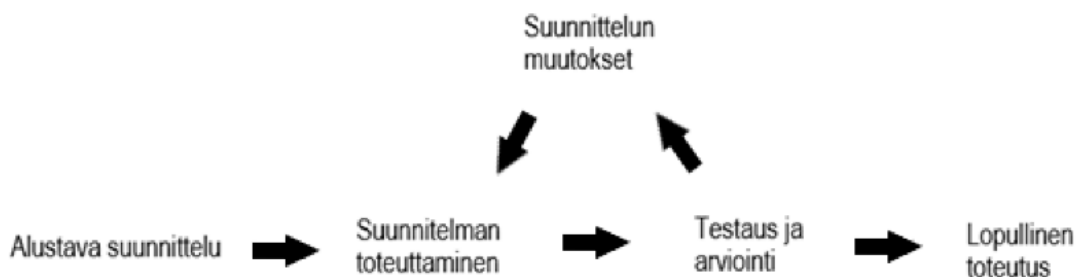 Suunnittelun
muutokset
Alustava suunnittelu
Suunnitelman
toteuttaminen
Testaus ja
arviointi
Lopullinen
toteutus